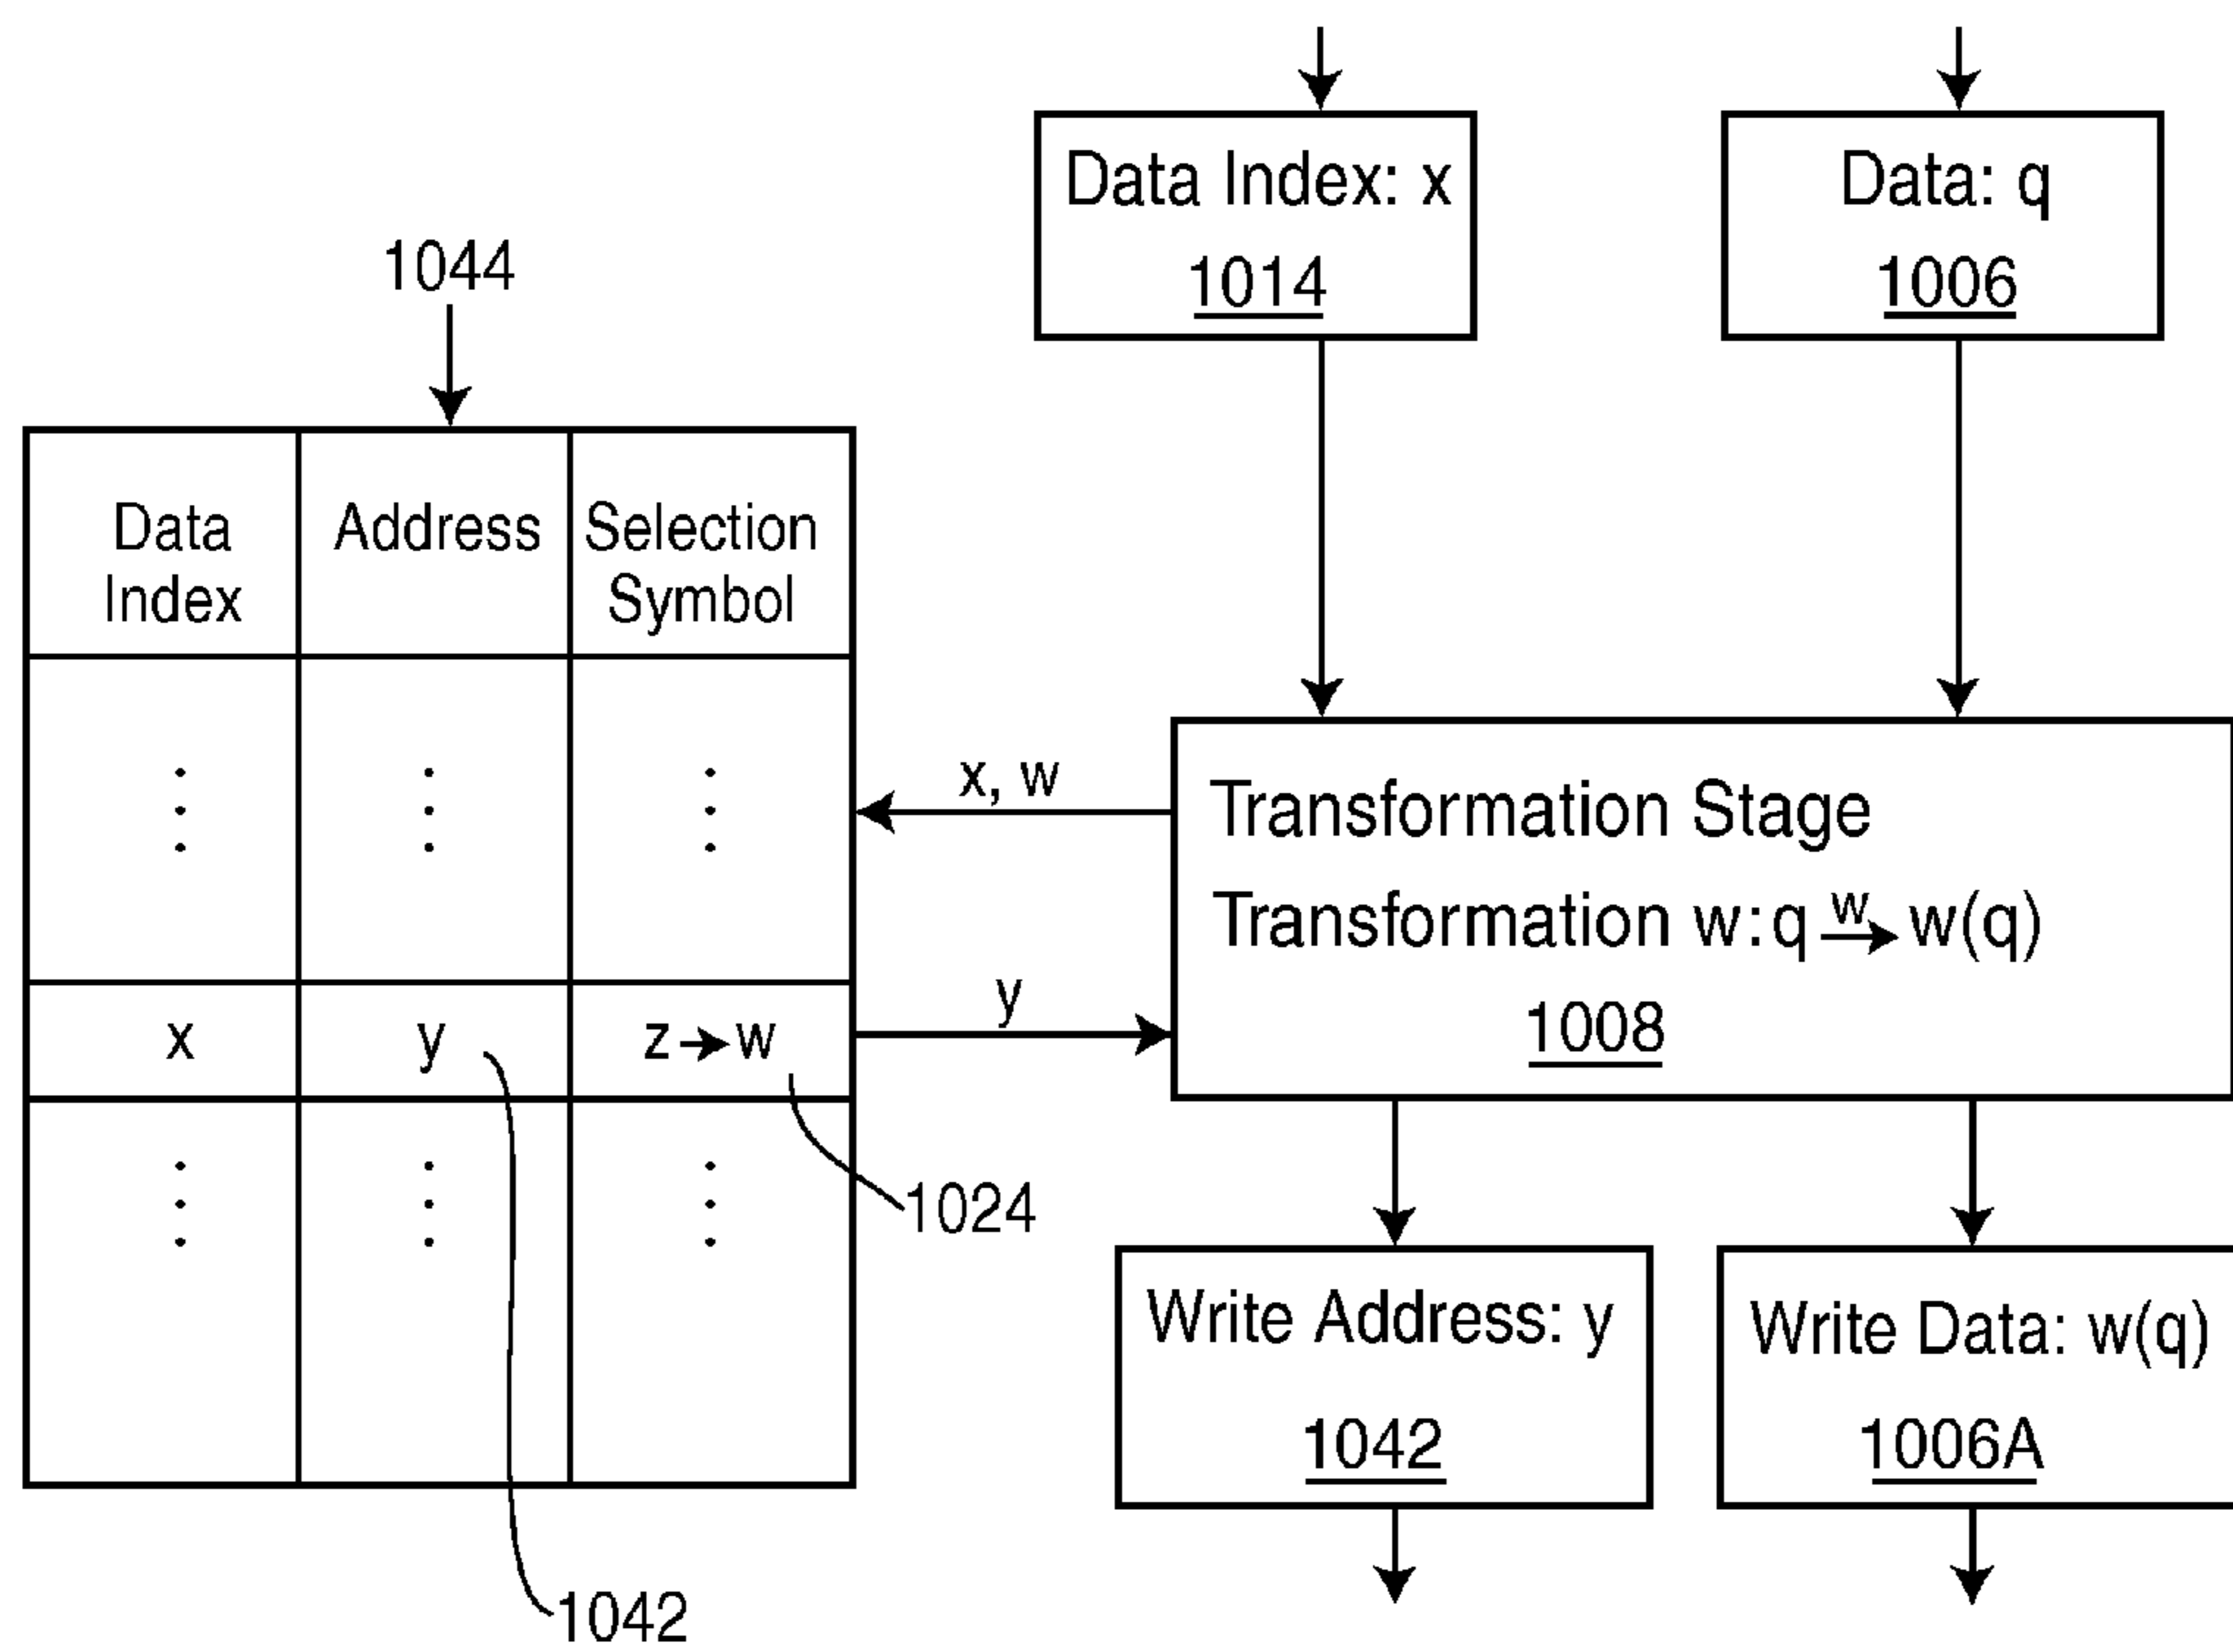 Data Index: x
1014
Data: q
1006
1044
Data
Index
Address
Selection
Symbol
x, w
Transformation Stage
Transformation w:q w→ w(q)
1008
x
y
z→w
y
1024
Write Address: y
1042
Write Data: w(q)
1006A
1042